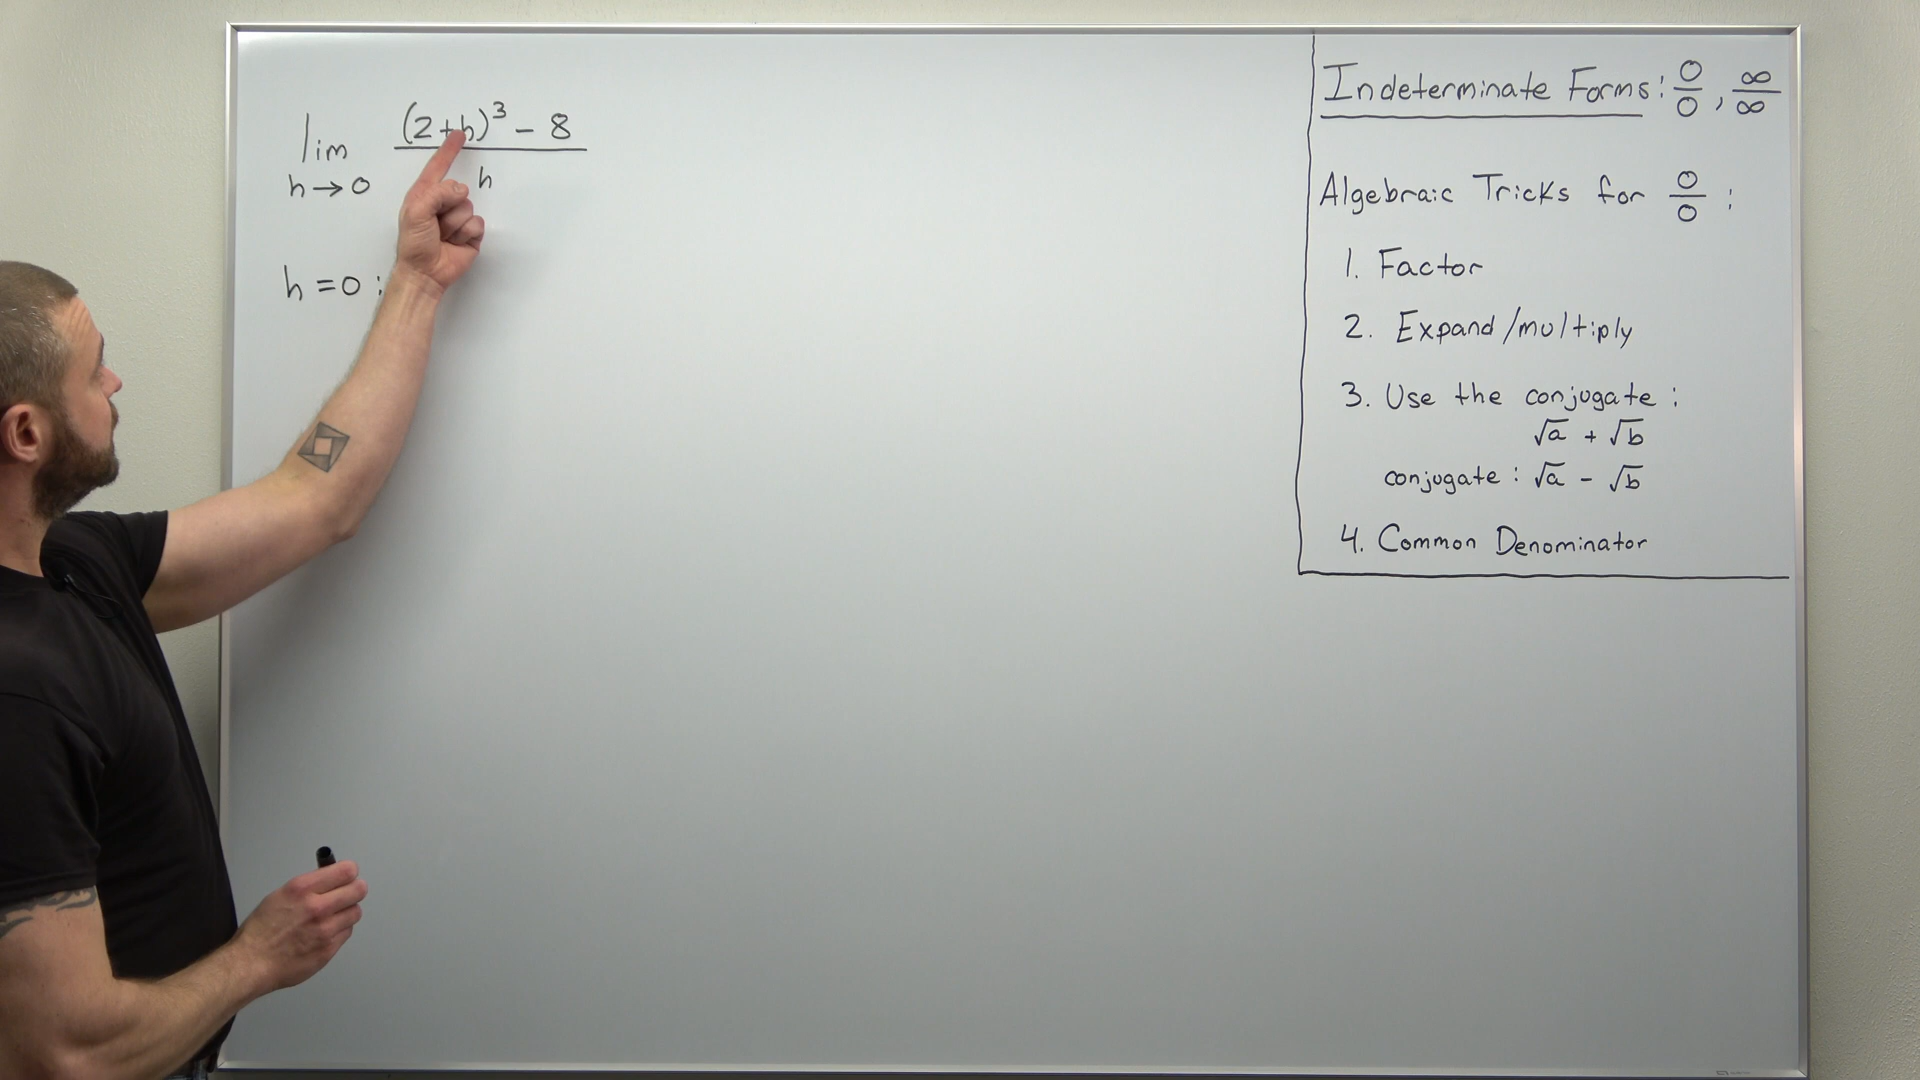 lim h→0 ((2+h)³ - 8)/h
h = 0 :
Indeterminate Forms: 0/0, ∞/∞
Algebraic Tricks for 0/0 :
1. Factor
2. Expand/multiply
3. Use the conjugate :
√a + √b
conjugate : √a - √b
4. Common Denominator